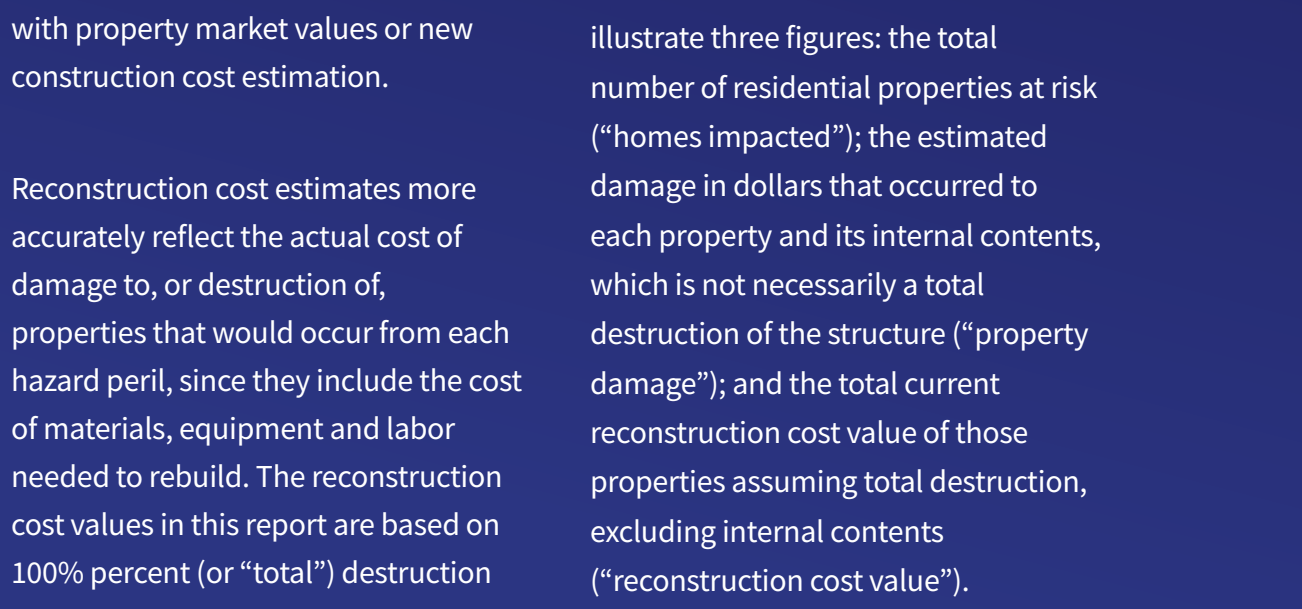 with property market values or new
construction cost estimation.
Reconstruction cost estimates more
accurately reflect the actual cost of
damage to, or destruction of,
properties that would occur from each
hazard peril, since they include the cost
of materials, equipment and labor
needed to rebuild. The reconstruction
cost values in this report are based on
100% percent (or “total”) destruction
illustrate three figures: the total
number of residential properties at risk
(“homes impacted”); the estimated
damage in dollars that occurred to
each property and its internal contents,
which is not necessarily a total
destruction of the structure (“property
damage”); and the total current
reconstruction cost value of those
properties assuming total destruction,
excluding internal contents
(“reconstruction cost value”).